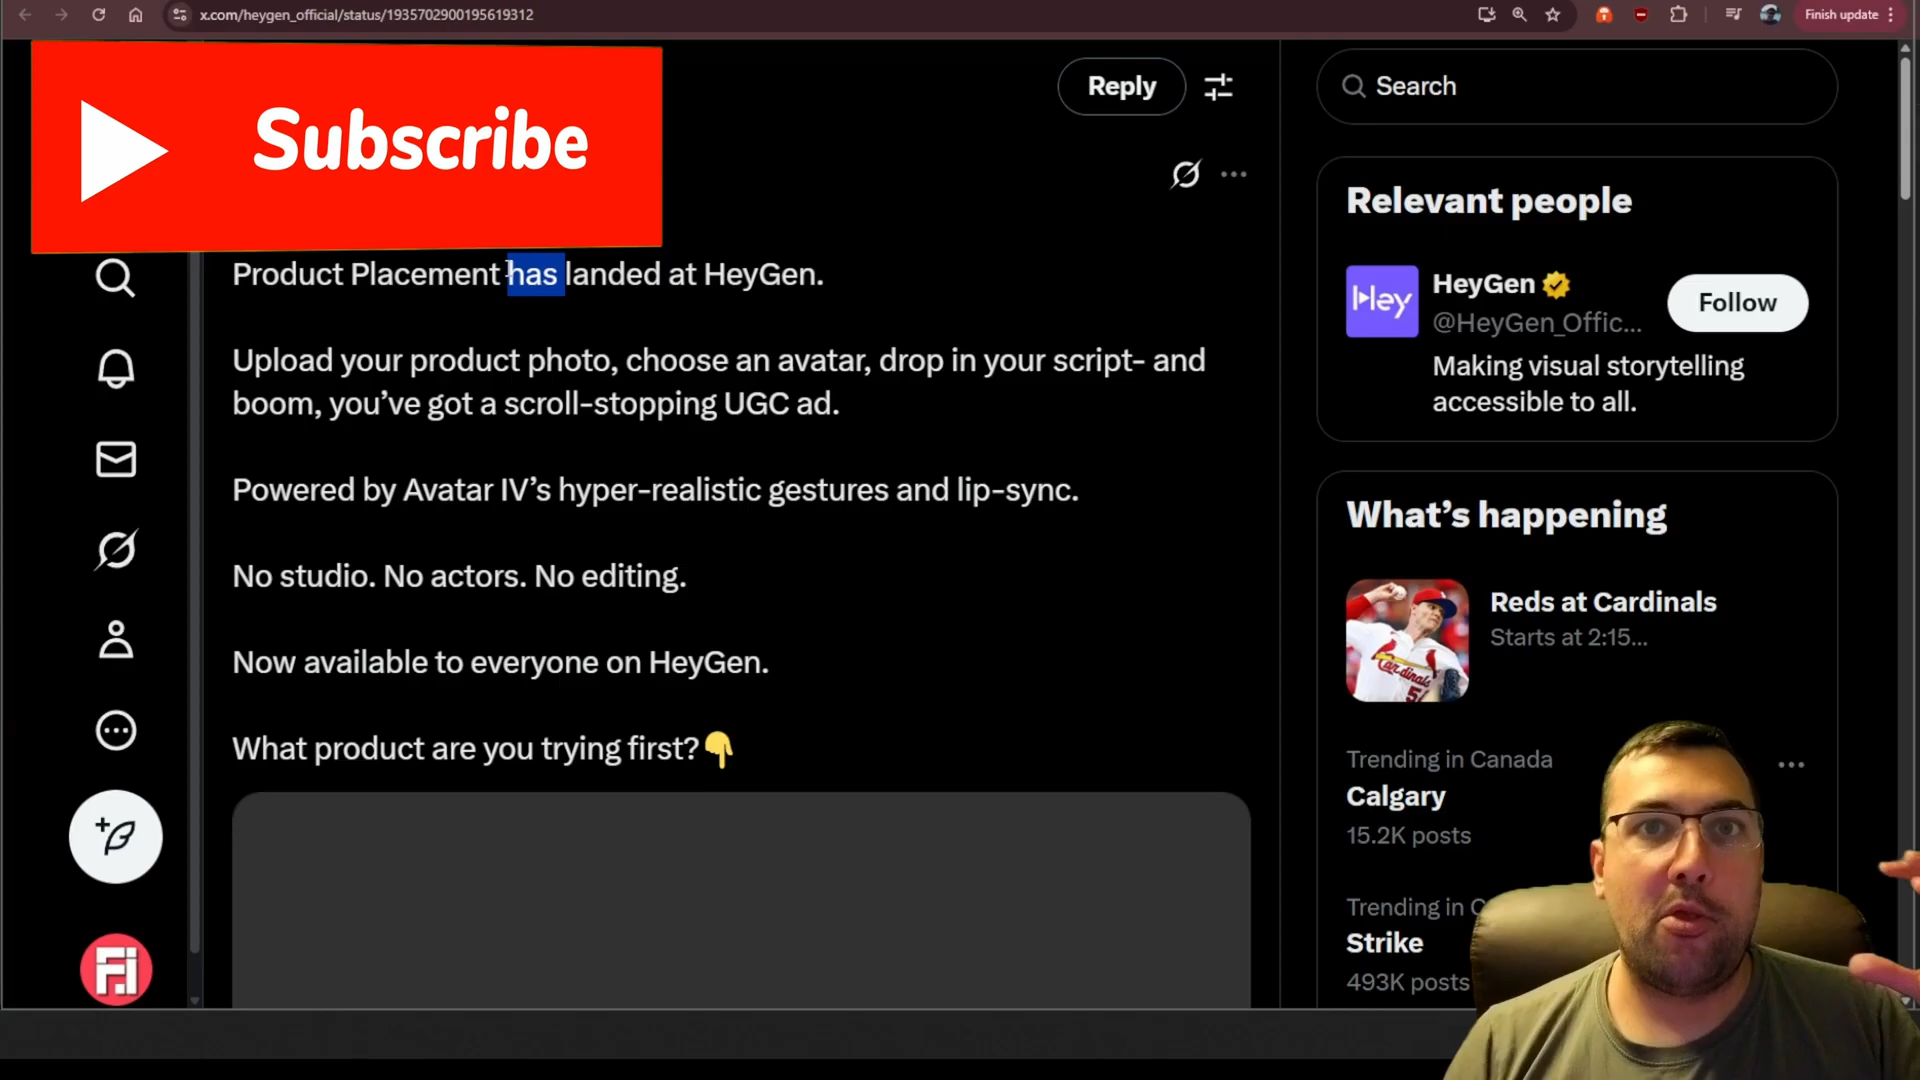 x.com/heygen_official/status/1935702900195619312
Finish update
Subscribe
Reply
Search
Product Placement has landed at HeyGen.
Upload your product photo, choose an avatar, drop in your script- and
boom, you’ve got a scroll-stopping UGC ad.
Powered by Avatar IV’s hyper-realistic gestures and lip-sync.
No studio. No actors. No editing.
Now available to everyone on HeyGen.
What product are you trying first?👇
Relevant people
Hey
HeyGen
@HeyGen_Offic...
Follow
Making visual storytelling
accessible to all.
What’s happening
Reds at Cardinals
Starts at 2:15...
Cardinals
Trending in Canada
Calgary
15.2K posts
Trending in C
Strike
493K posts